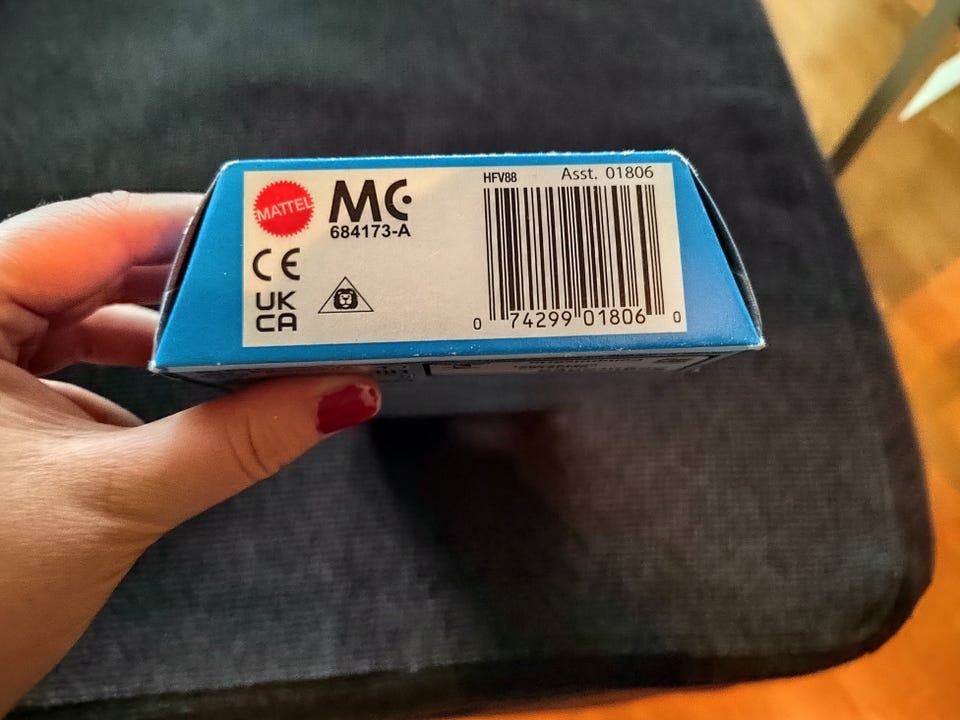 MATTEL
MC
684173-A
CE
UK
CA
HFV88 Asst. 01806
0 74299 01806 0